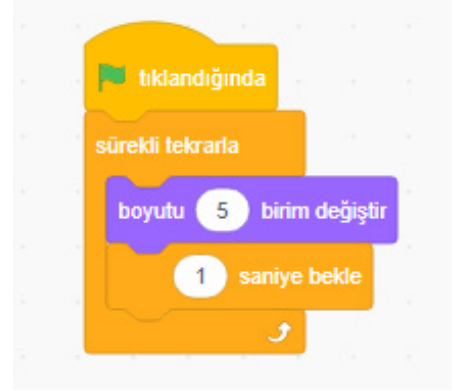 tıklandığında
sürekli tekrarla
boyutu 5 birim değiştir
1 saniye bekle